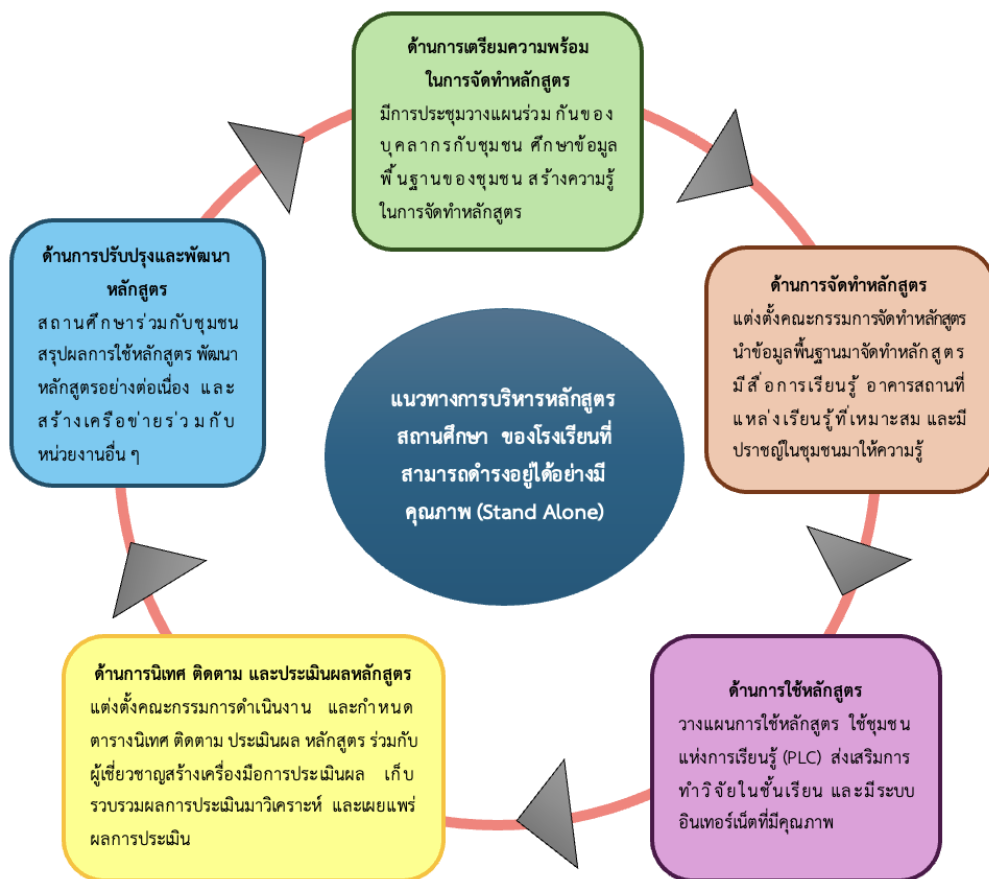 ด้านการเตรียมความพร้อม
ในการจัดทำหลักสูตร
มีการประชุมวางแผนร่วม กันของ
บุคลากรกับชุมชน ศึกษาข้อมูล
พื้นฐานของชุมชน สร้างความรู้
ในการจัดทำหลักสูตร
ด้านการจัดทำหลักสูตร
แต่งตั้งคณะกรรมการจัดทำหลักสูตร
นำข้อมูลพื้นฐานมาจัดทำหลักสูตร
มีสื่อการเรียนรู้ อาคารสถานที่
แหล่งเรียนรู้ที่เหมาะสม และมี
ปราชญ์ในชุมชนมาให้ความรู้
ด้านการใช้หลักสูตร
วางแผนการใช้หลักสูตร ใช้ชุมชน
แห่งการเรียนรู้ (PLC) ส่งเสริมการ
ทำวิจัยในชั้นเรียน และมีระบบ
อินเทอร์เน็ตที่มีคุณภาพ
ด้านการนิเทศ ติดตาม และประเมินผลหลักสูตร
แต่งตั้งคณะกรรมการดำเนินงาน และกำหนด
ตารางนิเทศ ติดตาม ประเมินผล หลักสูตร ร่วมกับ
ผู้เชี่ยวชาญสร้างเครื่องมือการประเมินผล เก็บ
รวบรวมผลการประเมินมาวิเคราะห์ และเผยแพร่
ผลการประเมิน
ด้านการปรับปรุงและพัฒนา
หลักสูตร
สถานศึกษาร่วมกับชุมชน
สรุปผลการใช้หลักสูตร พัฒนา
หลักสูตรอย่างต่อเนื่อง และ
สร้างเครือข่ายร่วมกับ
หน่วยงานอื่น ๆ
แนวทางการบริหารหลักสูตร
สถานศึกษา ของโรงเรียนที่
สามารถดำรงอยู่ได้อย่างมี
คุณภาพ (Stand Alone)